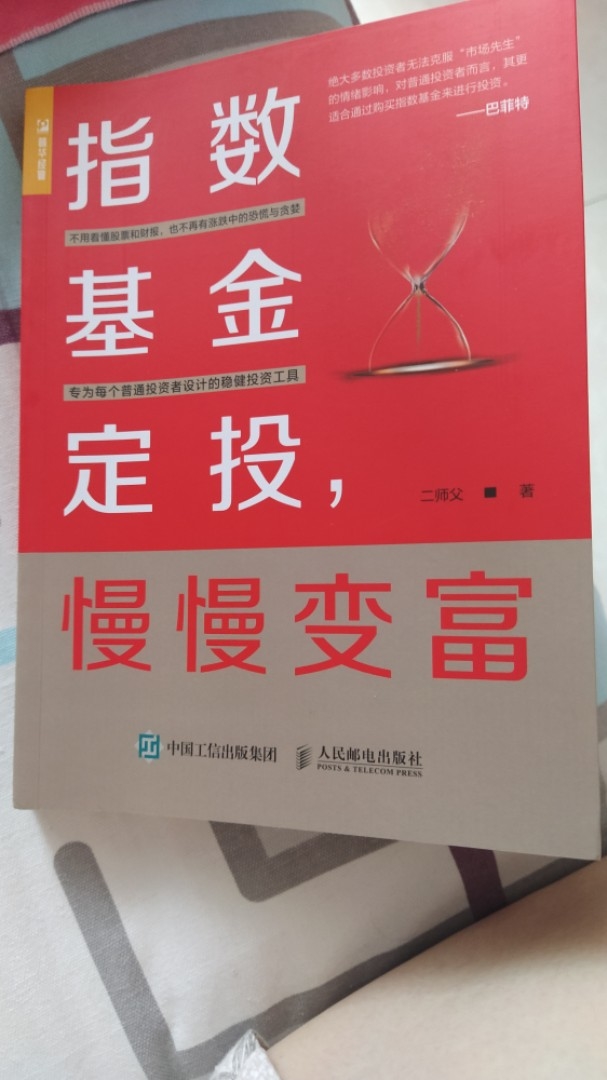 普华经管
绝大多数投资者无法克服“市场先生”
的情绪影响，对普通投资者而言，其更
适合通过购买指数基金来进行投资。
——巴菲特
指数
不用看懂股票和财报，也不再有涨跌中的恐慌与贪婪
基金
专为每个普通投资者设计的稳健投资工具
定投，
二师父 ■ 著
慢慢变富
中国工信出版集团
人民邮电出版社
POSTS & TELECOM PRESS